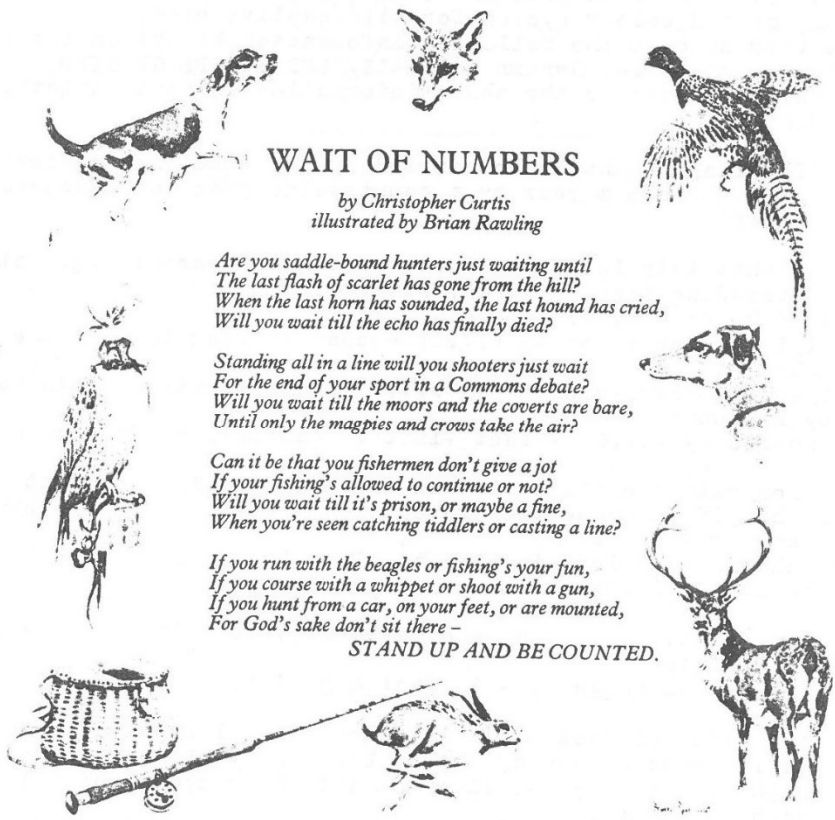 WAIT OF NUMBERS
by Christopher Curtis
illustrated by Brian Rawling
Are you saddle-bound hunters just waiting until
The last flash of scarlet has gone from the hill?
When the last horn has sounded, the last hound has cried,
Will you wait till the echo has finally died?
Standing all in a line will you shooters just wait
For the end of your sport in a Commons debate?
Will you wait till the moors and the coverts are bare,
Until only the magpies and crows take the air?
Can it be that you fishermen don't give a jot
If your fishing's allowed to continue or not?
Will you wait till it's prison, or maybe a fine,
When you're seen catching tiddlers or casting a line?
If you run with the beagles or fishing's your fun,
If you course with a whippet or shoot with a gun,
If you hunt from a car, on your feet, or are mounted,
For God's sake don't sit there –
STAND UP AND BE COUNTED.